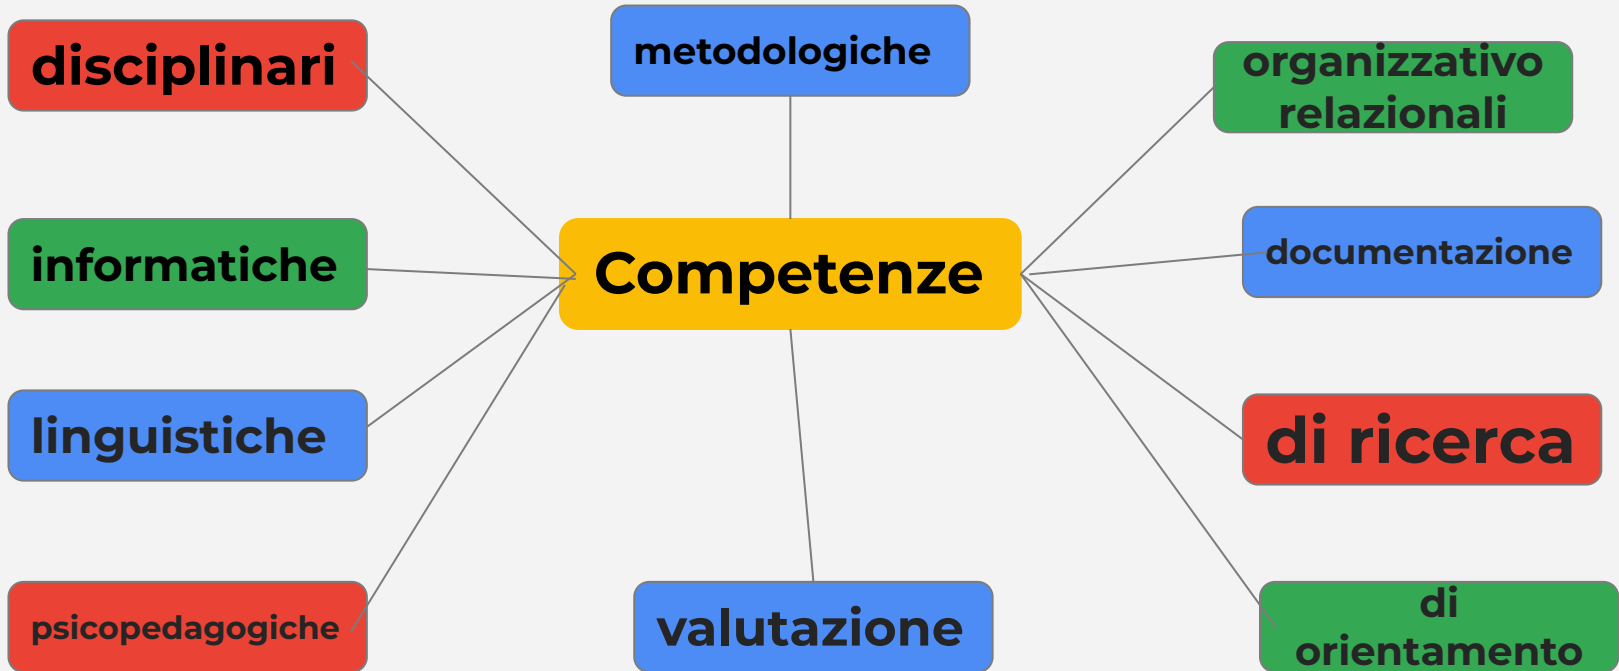 disciplinari
metodologiche
organizzativo
relazionali
informatiche
Competenze
documentazione
linguistiche
di ricerca
psicopedagogiche
valutazione
di
orientamento